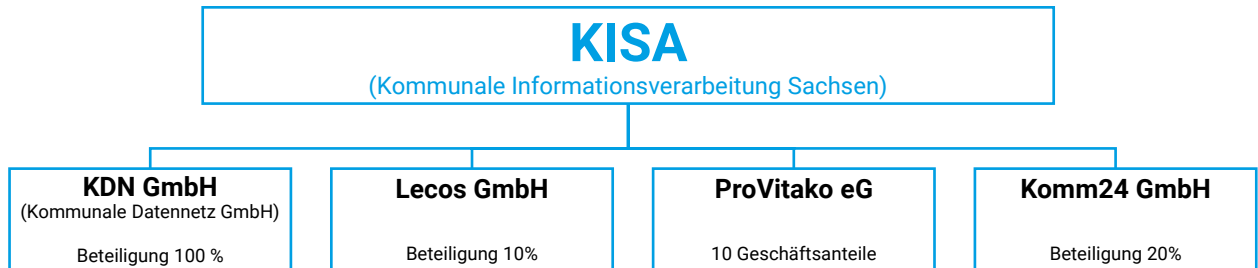 KISA
(Kommunale Informationsverarbeitung Sachsen)
KDN GmbH
(Kommunale Datennetz GmbH)
Beteiligung 100 %
Lecos GmbH
Beteiligung 10%
ProVitako eG
10 Geschäftsanteile
Komm24 GmbH
Beteiligung 20%